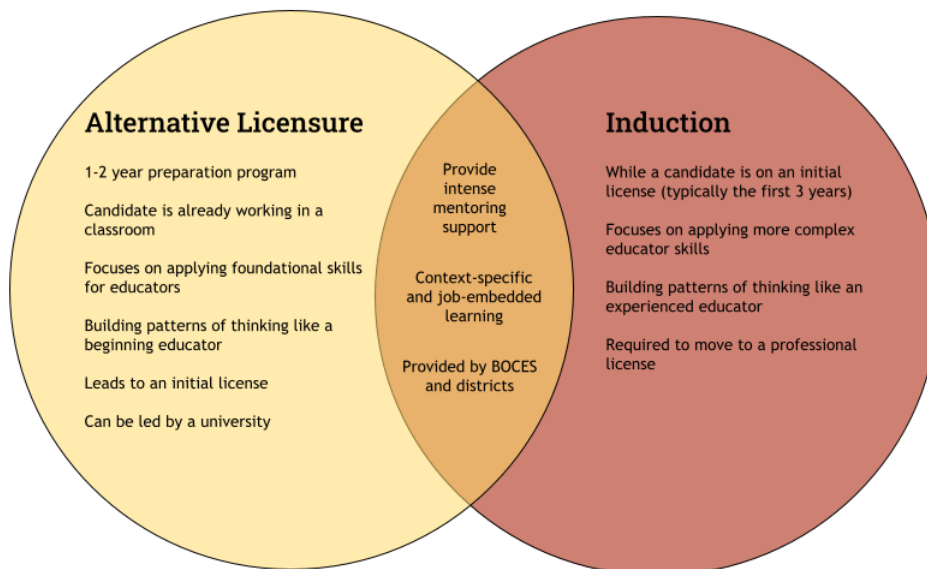 Alternative Licensure
1-2 year preparation program
Candidate is already working in a
classroom
Focuses on applying foundational skills
for educators
Building patterns of thinking like a
beginning educator
Leads to an initial license
Can be led by a university
Provide
intense
mentoring
support
Context-specific
and job-embedded
learning
Provided by BOCES
and districts
Induction
While a candidate is on an initial
license (typically the first 3 years)
Focuses on applying more complex
educator skills
Building patterns of thinking like an
experienced educator
Required to move to a professional
license